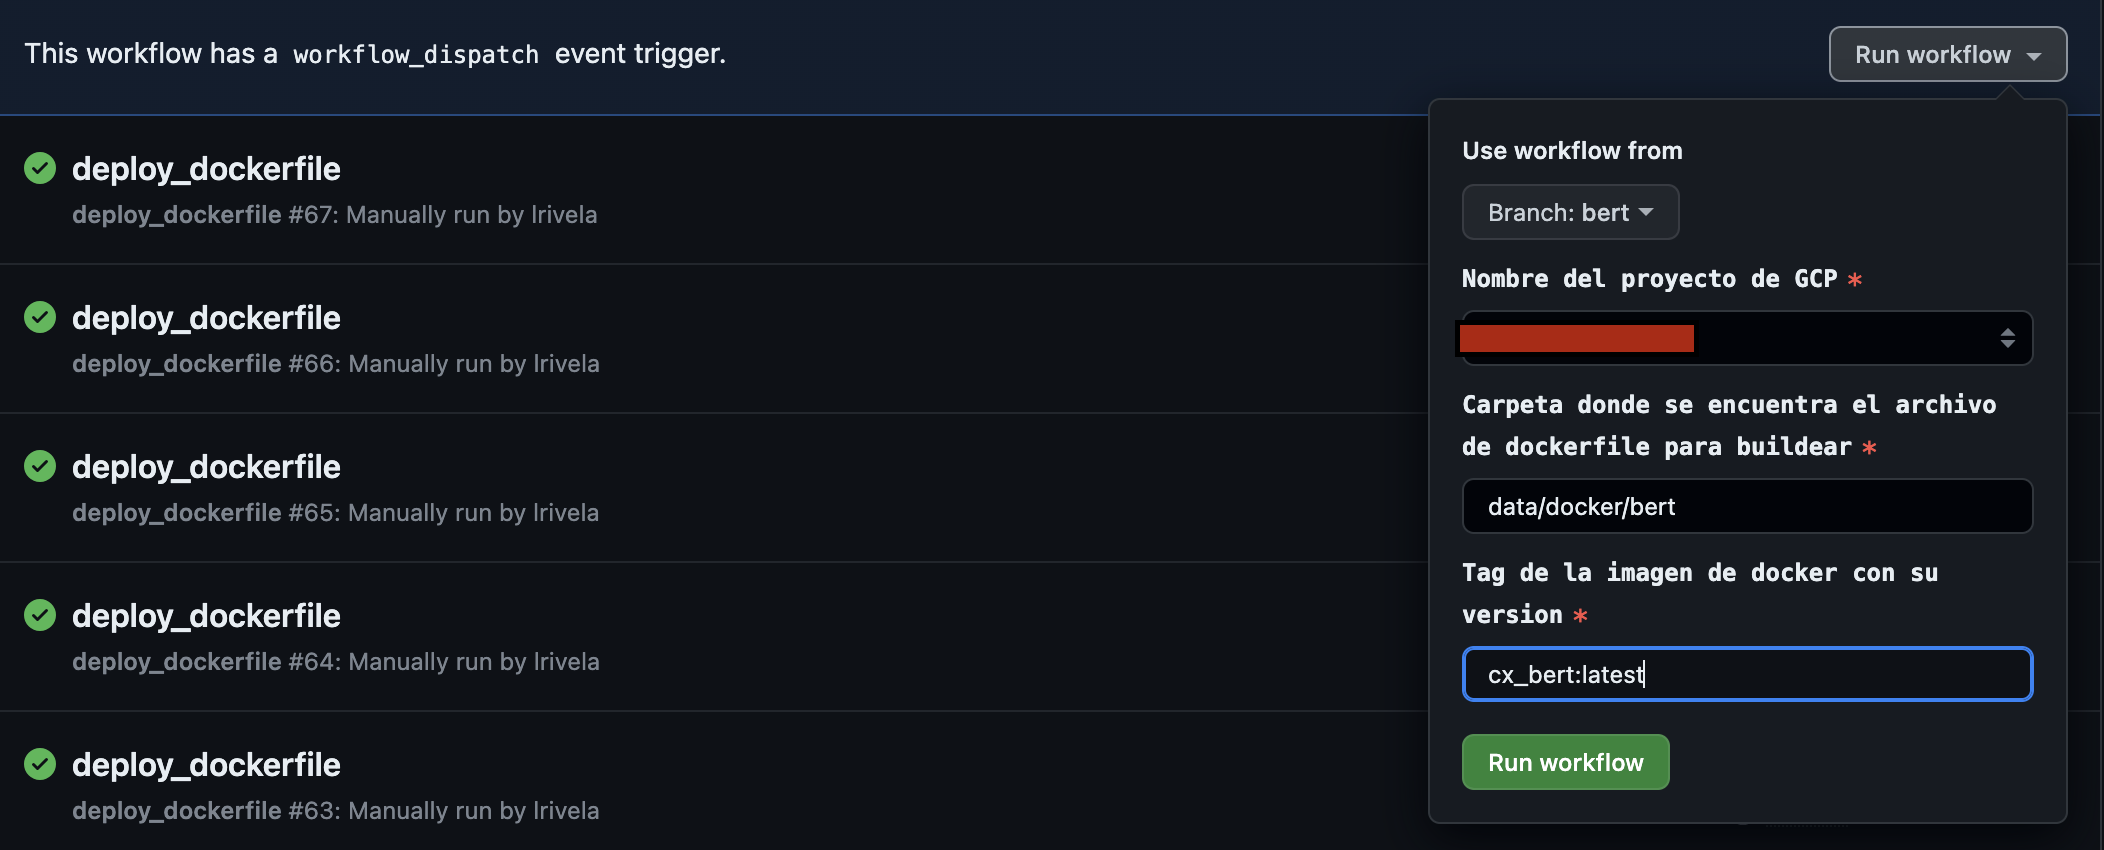 This workflow has a workflow_dispatch event trigger.
Run workflow
deploy_dockerfile
deploy_dockerfile #67: Manually run by lrivela
deploy_dockerfile
deploy_dockerfile #66: Manually run by lrivela
deploy_dockerfile
deploy_dockerfile #65: Manually run by lrivela
deploy_dockerfile
deploy_dockerfile #64: Manually run by lrivela
deploy_dockerfile
deploy_dockerfile #63: Manually run by lrivela
Use workflow from
Branch: bert
Nombre del proyecto de GCP *
Carpeta donde se encuentra el archivo
de dockerfile para buildear *
data/docker/bert
Tag de la imagen de docker con su
version *
cx_bert:latest
Run workflow